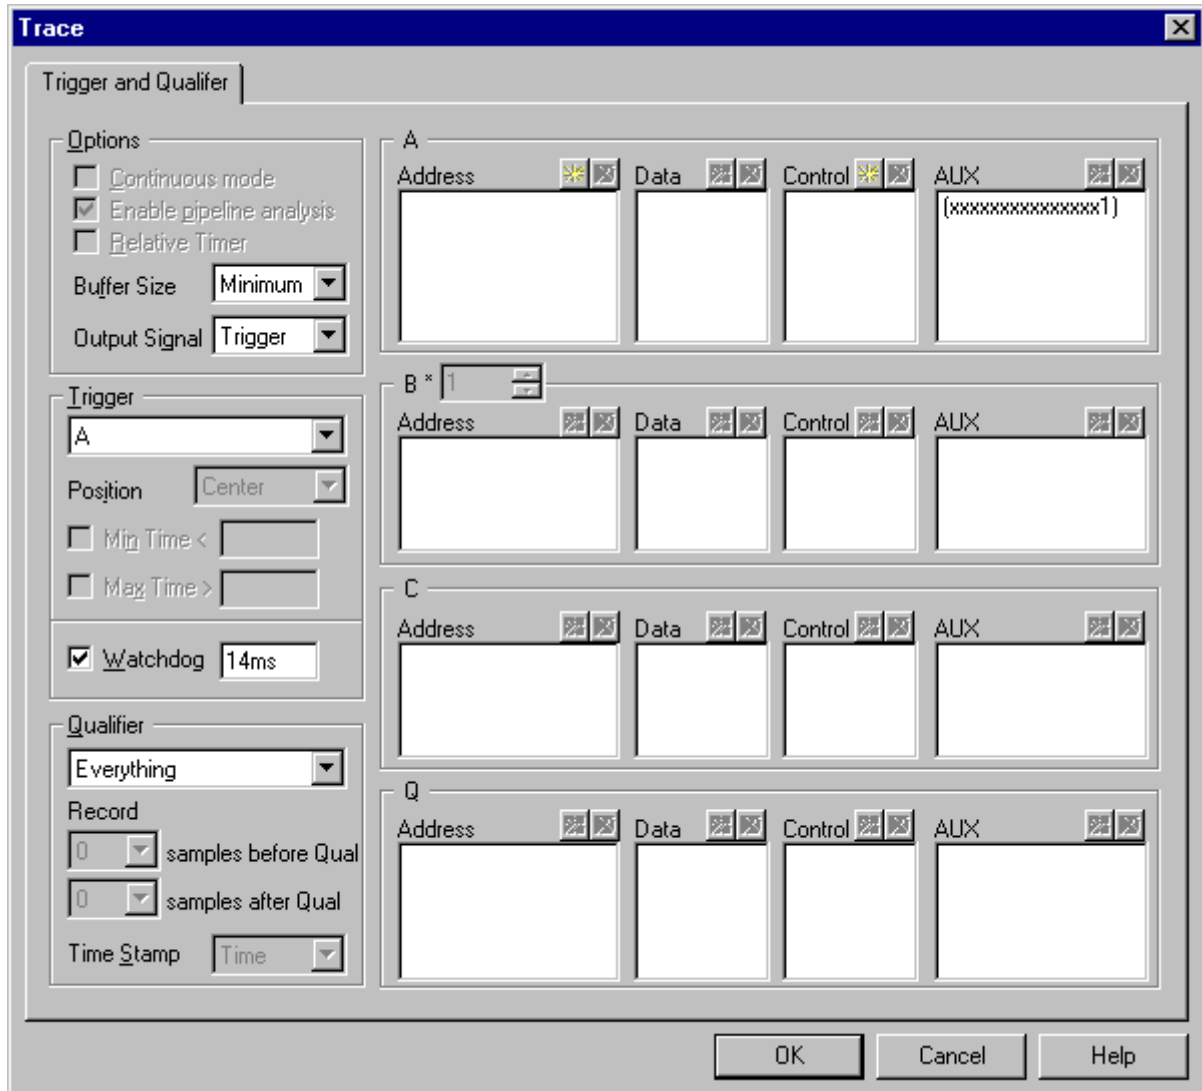 Trace
Trigger and Qualifer
Options
Continuous mode
Enable pipeline analysis
Relative Timer
Buffer Size Minimum
Output Signal Trigger
Trigger
A
Position Center
Min Time <
Max Time >
Watchdog 14ms
Qualifier
Everything
Record
0 samples before Qual
0 samples after Qual
Time Stamp Time
A
Address Data Control AUX
(xxxxxxxxxxxxxxx1)
B * 1
Address Data Control AUX
C
Address Data Control AUX
Q
Address Data Control AUX
OK Cancel Help